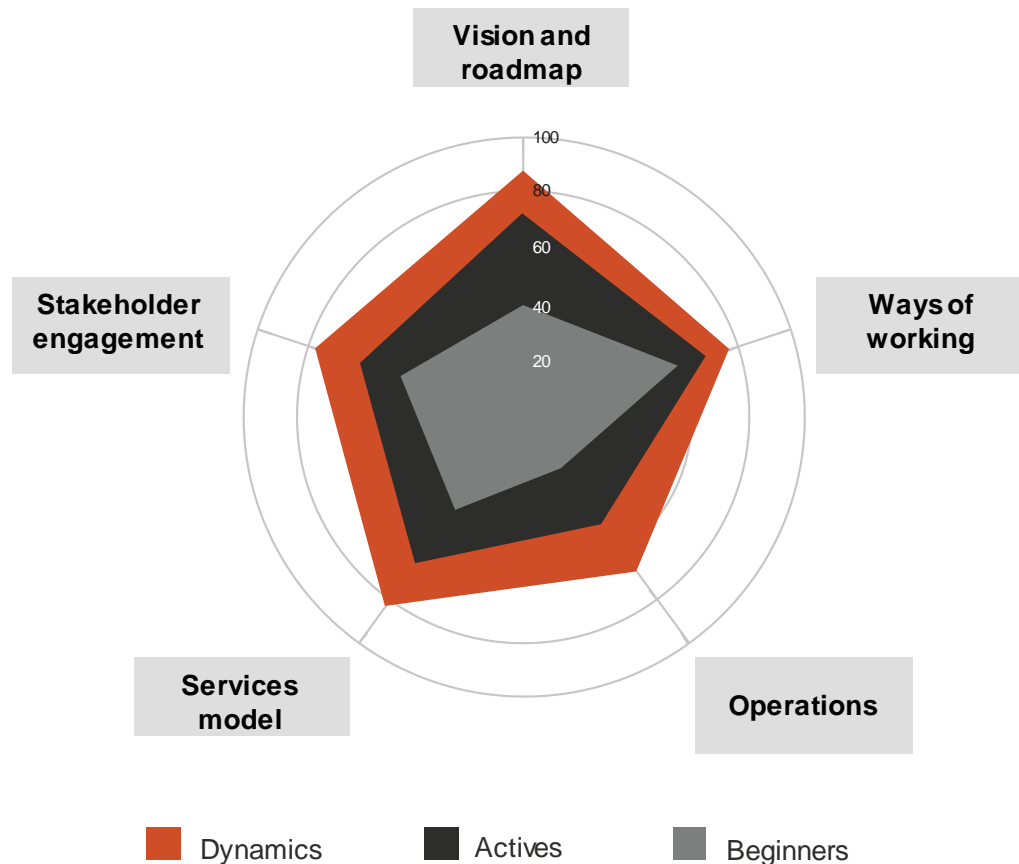 Vision and
roadmap
100
80
60
40
20
Stakeholder
engagement
Ways of
working
Services
model
Operations
Dynamics
Actives
Beginners